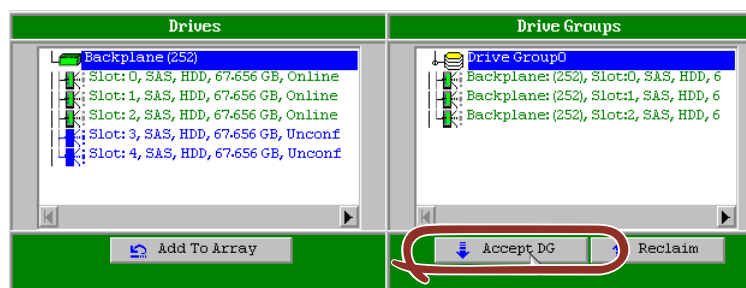 Drives
Backplane (252)
Slot: 0, SAS, HDD, 67.656 GB, Online
Slot: 1, SAS, HDD, 67.656 GB, Online
Slot: 2, SAS, HDD, 67.656 GB, Online
Slot: 3, SAS, HDD, 67.656 GB, Unconf
Slot: 4, SAS, HDD, 67.656 GB, Unconf
Add To Array
Drive Groups
Drive Group0
Backplane: (252), Slot:0, SAS, HDD, 6
Backplane: (252), Slot:1, SAS, HDD, 6
Backplane: (252), Slot:2, SAS, HDD, 6
Accept DG
Reclaim